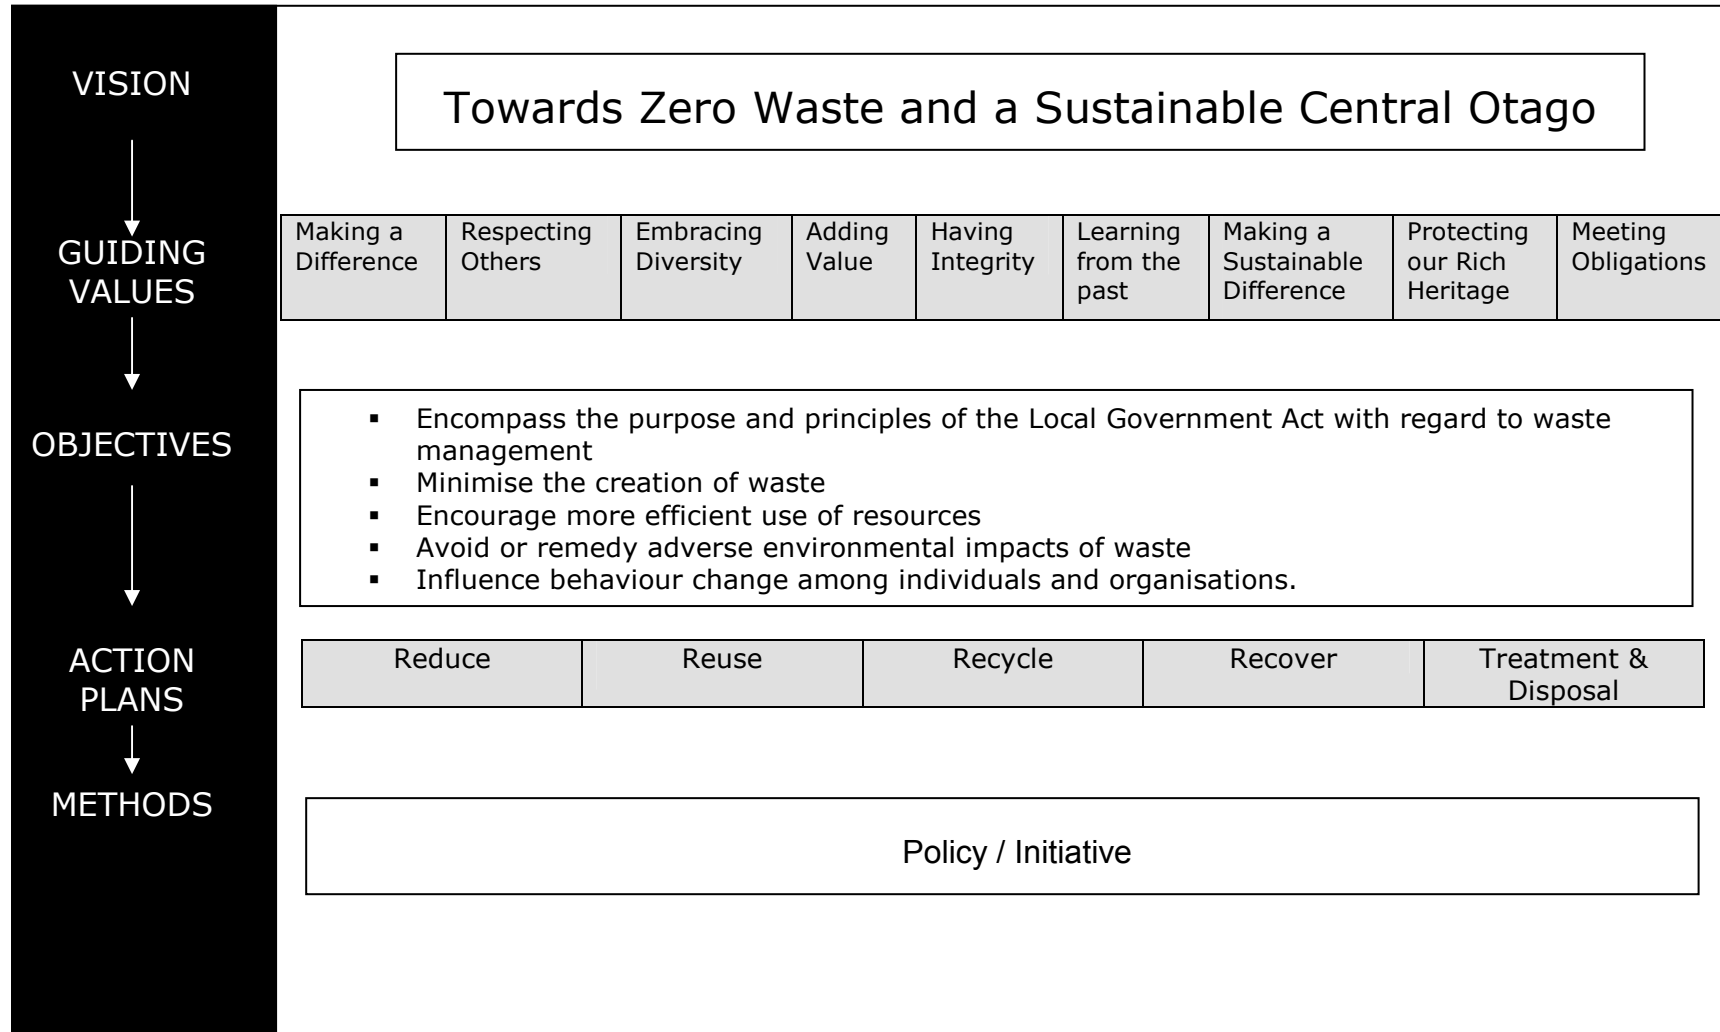 VISION
Towards Zero Waste and a Sustainable Central Otago
GUIDING
VALUES
Making a
Difference
Respecting
Others
Embracing
Diversity
Adding
Value
Having
Integrity
Learning
from the
past
Making a
Sustainable
Difference
Protecting
our Rich
Heritage
Meeting
Obligations
OBJECTIVES
▪ Encompass the purpose and principles of the Local Government Act with regard to waste
management
▪ Minimise the creation of waste
▪ Encourage more efficient use of resources
▪ Avoid or remedy adverse environmental impacts of waste
▪ Influence behaviour change among individuals and organisations.
ACTION
PLANS
Reduce
Reuse
Recycle
Recover
Treatment &
Disposal
METHODS
Policy / Initiative